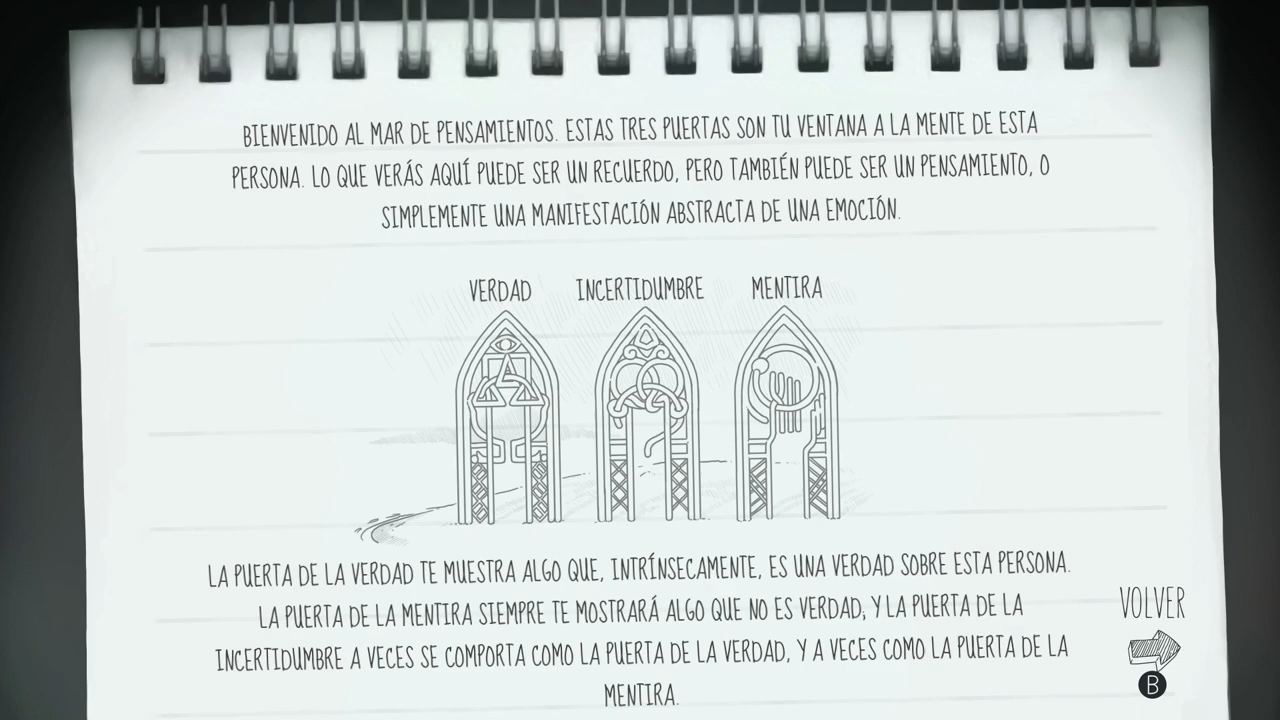 BIENVENIDO AL MAR DE PENSAMIENTOS. ESTAS TRES PUERTAS SON TU VENTANA A LA MENTE DE ESTA
PERSONA. LO QUE VERÁS AQUÍ PUEDE SER UN RECUERDO, PERO TAMBIÉN PUEDE SER UN PENSAMIENTO, O
SIMPLEMENTE UNA MANIFESTACIÓN ABSTRACTA DE UNA EMOCIÓN.
VERDAD INCERTIDUMBRE MENTIRA
LA PUERTA DE LA VERDAD TE MUESTRA ALGO QUE, INTRÍNSECAMENTE, ES UNA VERDAD SOBRE ESTA PERSONA.
LA PUERTA DE LA MENTIRA SIEMPRE TE MOSTRARÁ ALGO QUE NO ES VERDAD; Y LA PUERTA DE LA
INCERTIDUMBRE A VECES SE COMPORTA COMO LA PUERTA DE LA VERDAD, Y A VECES COMO LA PUERTA DE LA
MENTIRA.
VOLVER
B